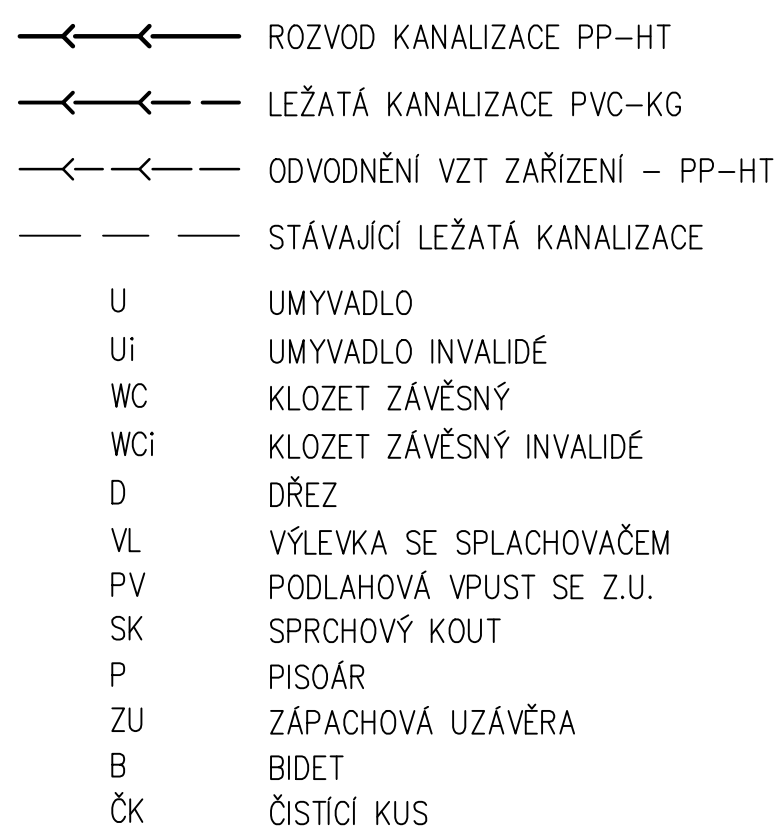 ROZVOD KANALIZACE PP-HT
LEŽATÁ KANALIZACE PVC-KG
ODVODNĚNÍ VZT ZAŘÍZENÍ - PP-HT
STÁVAJÍCÍ LEŽATÁ KANALIZACE
U UMYVADLO
Ui UMYVADLO INVALIDÉ
WC KLOZET ZÁVĚSNÝ
WCi KLOZET ZÁVĚSNÝ INVALIDÉ
D DŘEZ
VL VÝLEVKA SE SPLACHOVAČEM
PV PODLAHOVÁ VPUST SE Z.U.
SK SPRCHOVÝ KOUT
P PISOÁR
ZU ZÁPACHOVÁ UZÁVĚRA
B BIDET
ČK ČISTÍCÍ KUS